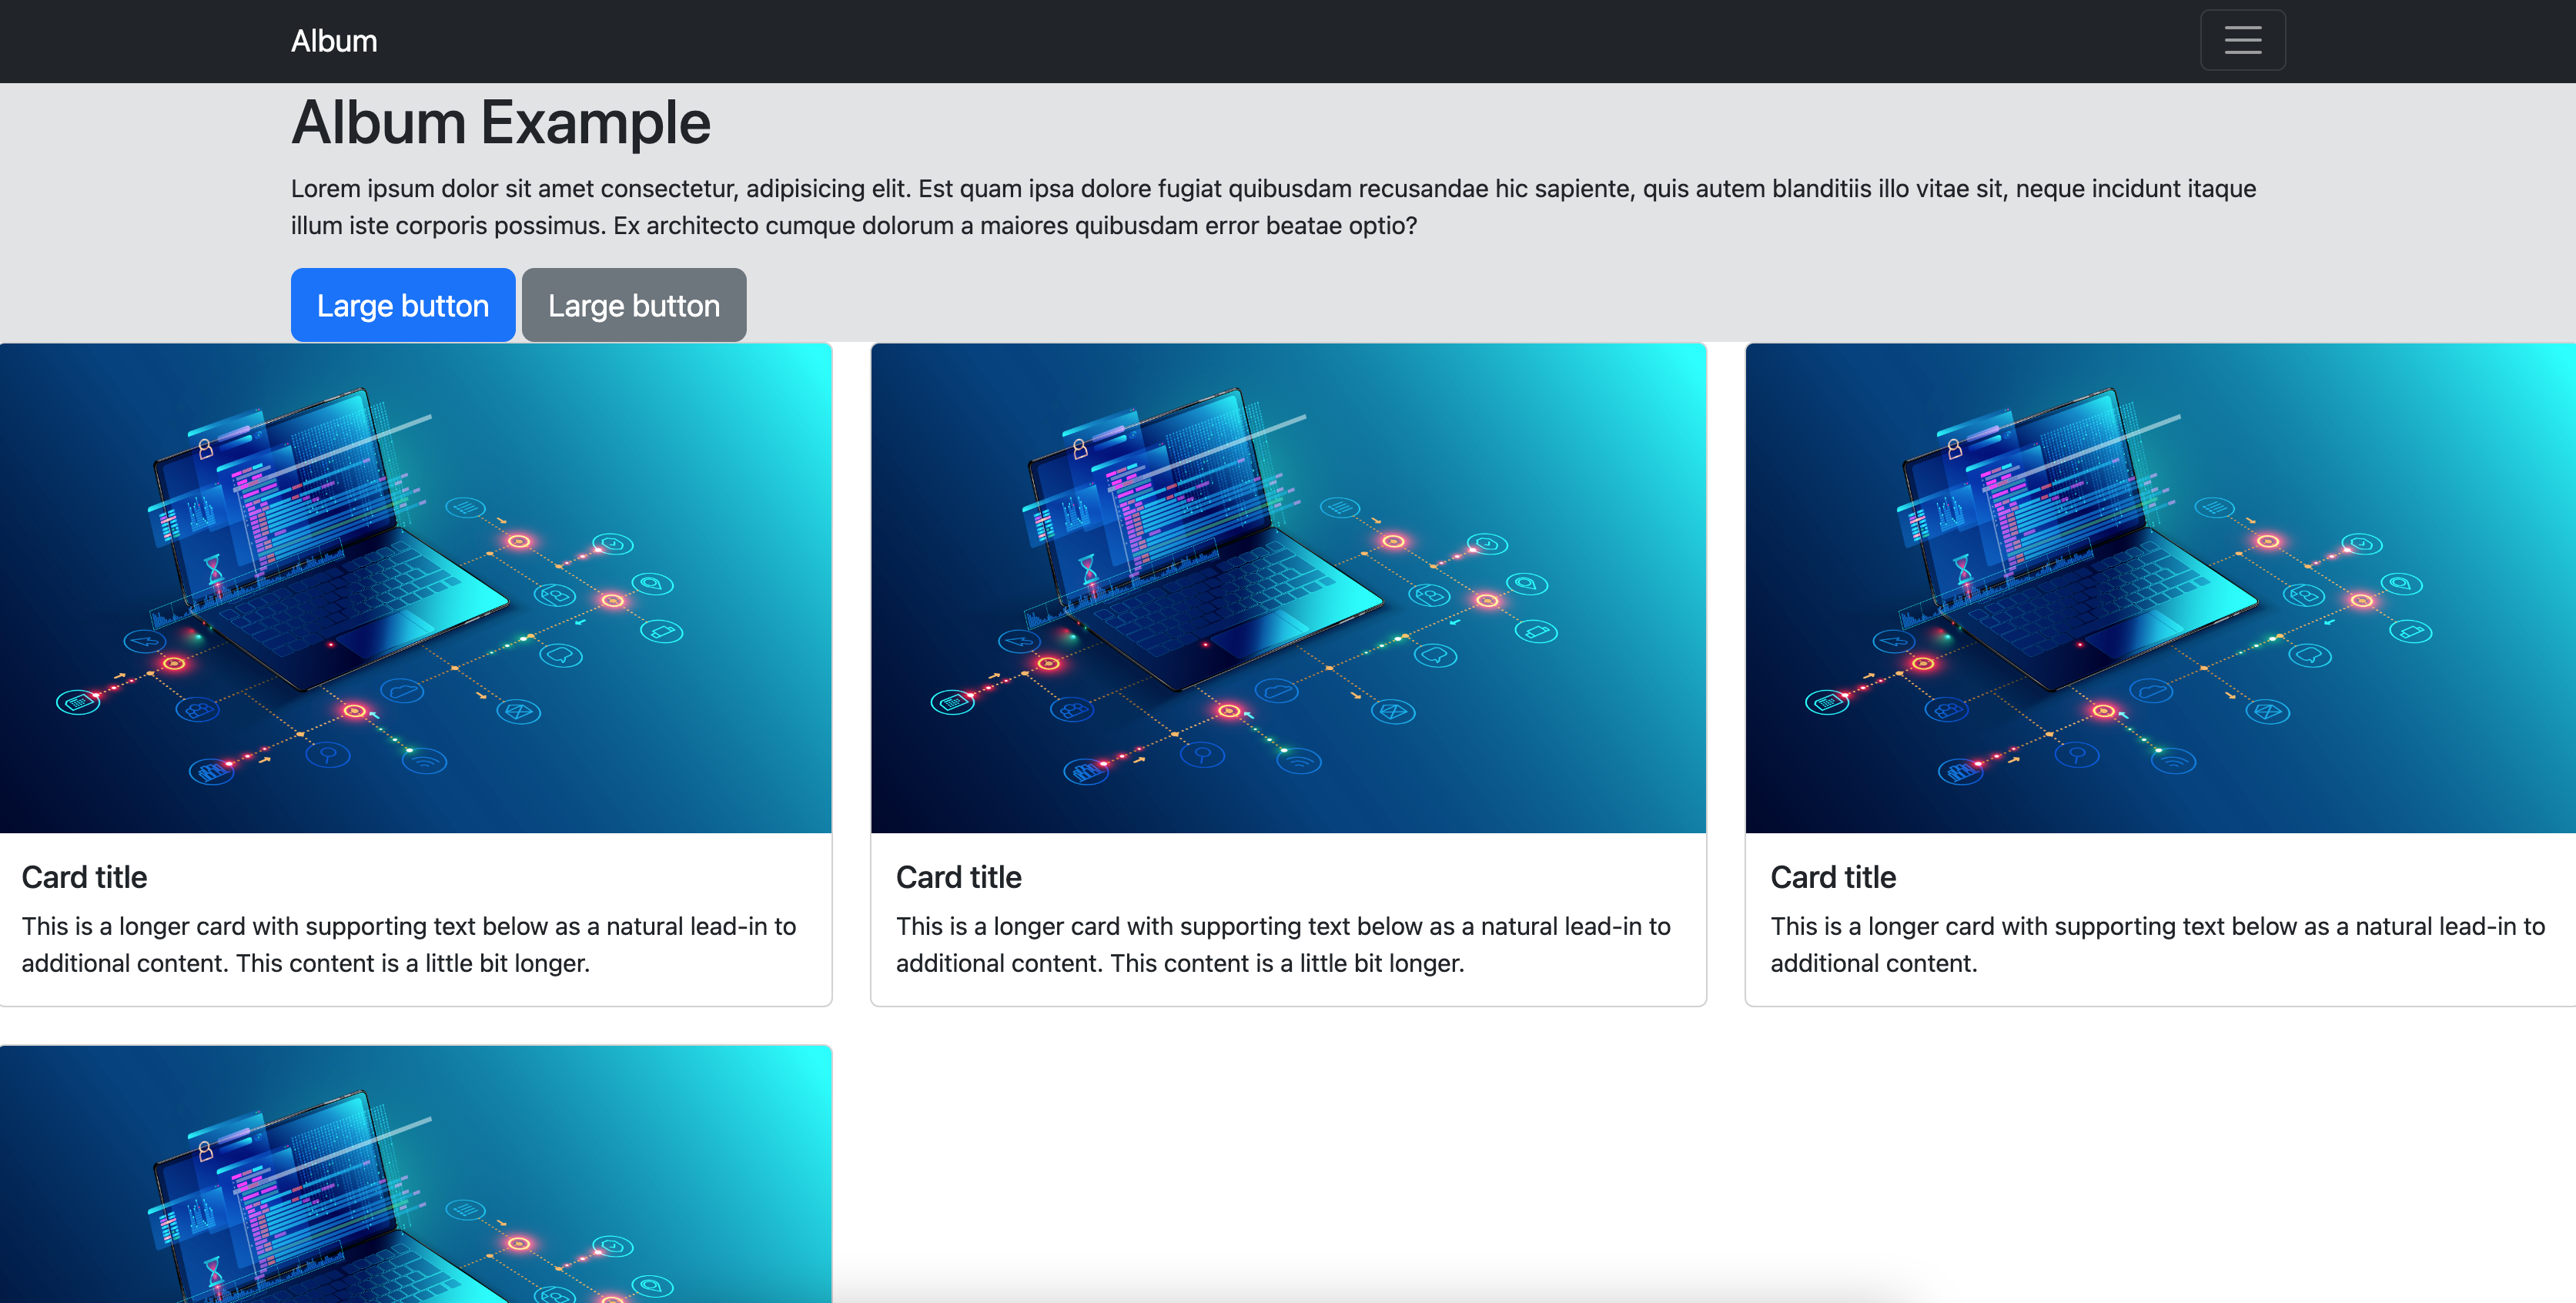 Album
Album Example
Lorem ipsum dolor sit amet consectetur, adipisicing elit. Est quam ipsa dolore fugiat quibusdam recusandae hic sapiente, quis autem blanditiis illo vitae sit, neque incidunt itaque
illum iste corporis possimus. Ex architecto cumque dolorum a maiores quibusdam error beatae optio?
Large button Large button
Card title
This is a longer card with supporting text below as a natural lead-in to
additional content. This content is a little bit longer.
Card title
This is a longer card with supporting text below as a natural lead-in to
additional content. This content is a little bit longer.
Card title
This is a longer card with supporting text below as a natural lead-in to
additional content.